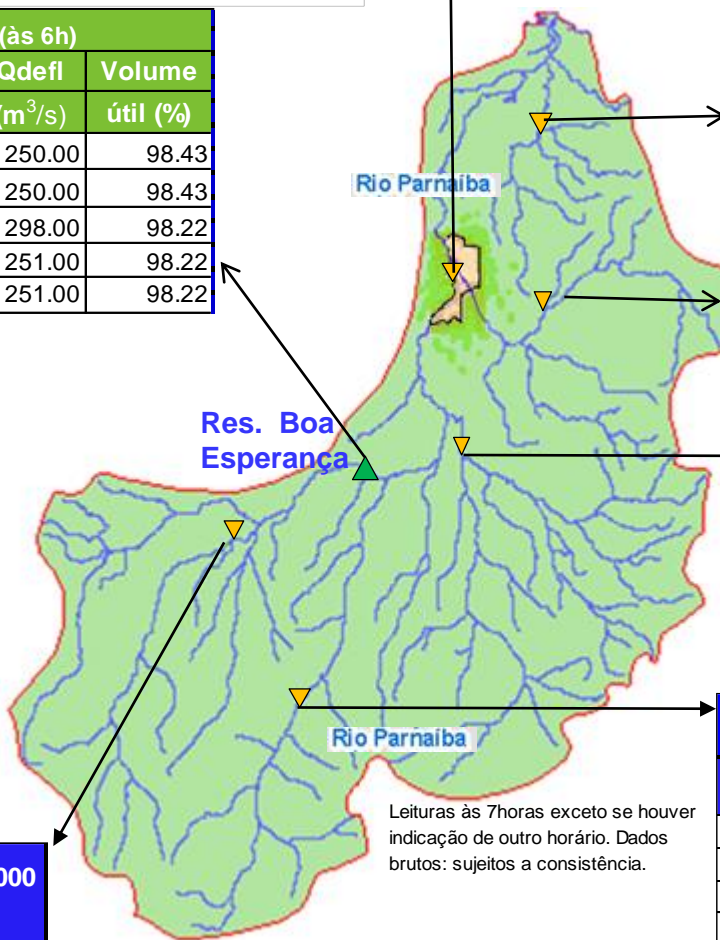 (às 6h)
Qdefl Volume
(m³/s) útil (%)
250.00 98.43
250.00 98.43
298.00 98.22
251.00 98.22
251.00 98.22
Rio Parnaíba
Res. Boa
Esperança
Rio Parnaíba
Leituras às 7horas exceto se houver
indicação de outro horário. Dados
brutos: sujeitos a consistência.
000